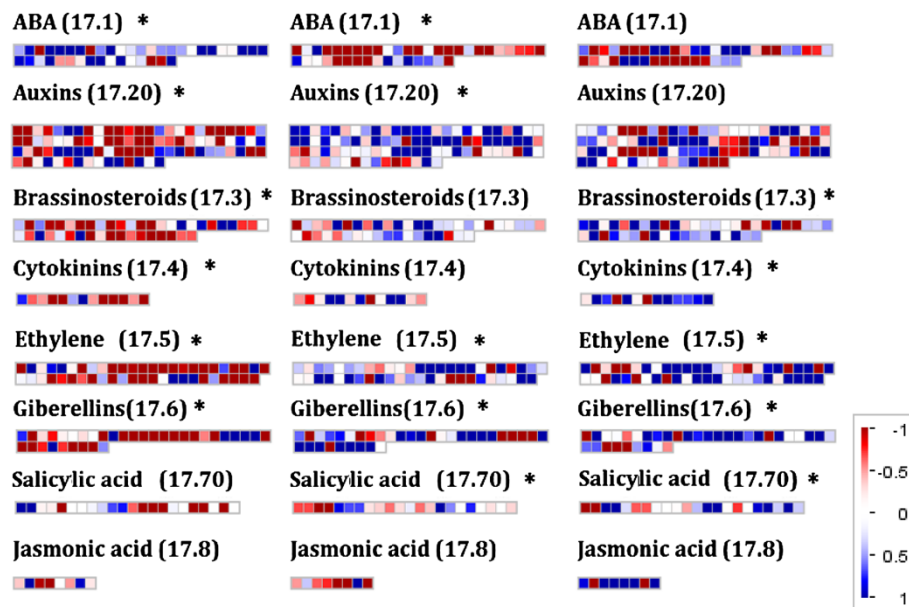 ABA (17.1) * ABA (17.1) * ABA (17.1)
Auxins (17.20) * Auxins (17.20) * Auxins (17.20)
Brassinosteroids (17.3) * Brassinosteroids (17.3) Brassinosteroids (17.3) *
Cytokinins (17.4) * Cytokinins (17.4) Cytokinins (17.4) *
Ethylene (17.5) * Ethylene (17.5) * Ethylene (17.5) *
Giberellins(17.6) * Giberellins(17.6) * Giberellins(17.6) *
-1
-0.5
Salicylic acid (17.70) Salicylic acid (17.70) * Salicylic acid (17.70) *
0
Jasmonic acid (17.8) Jasmonic acid (17.8) Jasmonic acid (17.8)
0.5
1